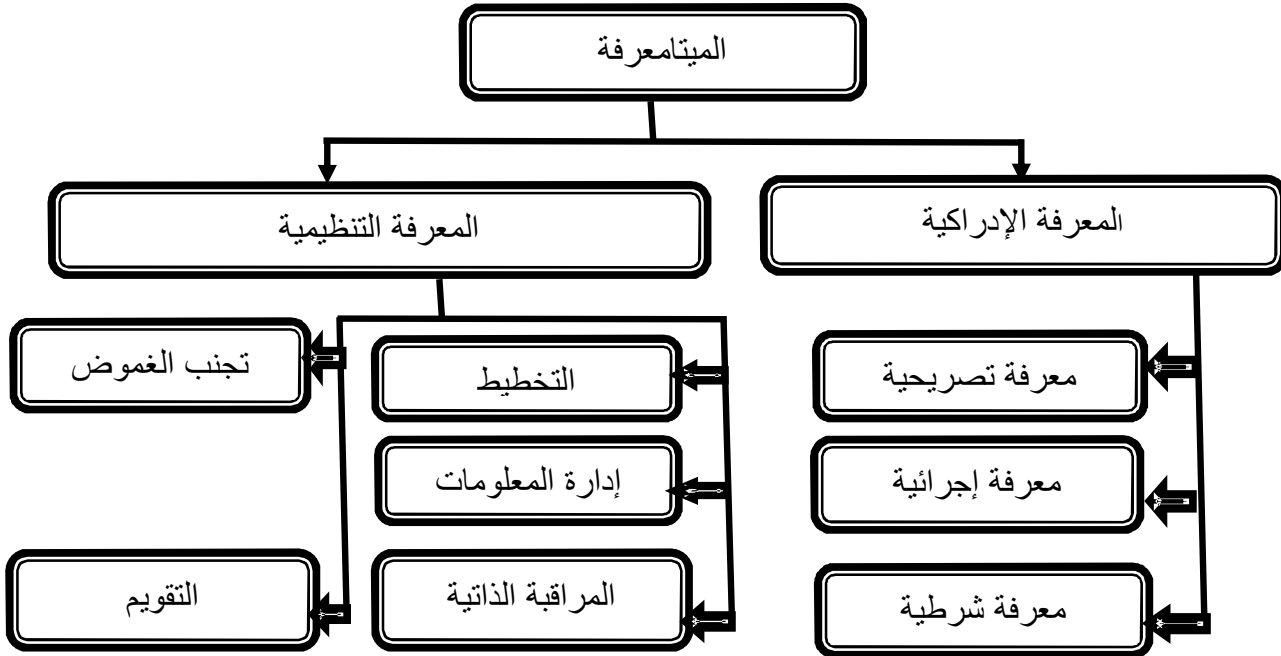 الميتامعرفة
المعرفة الإدراكية
المعرفة التنظيمية
معرفة تصريحية
معرفة إجرائية
معرفة شرطية
التخطيط
إدارة المعلومات
المراقبة الذاتية
تجنب الغموض
التقويم